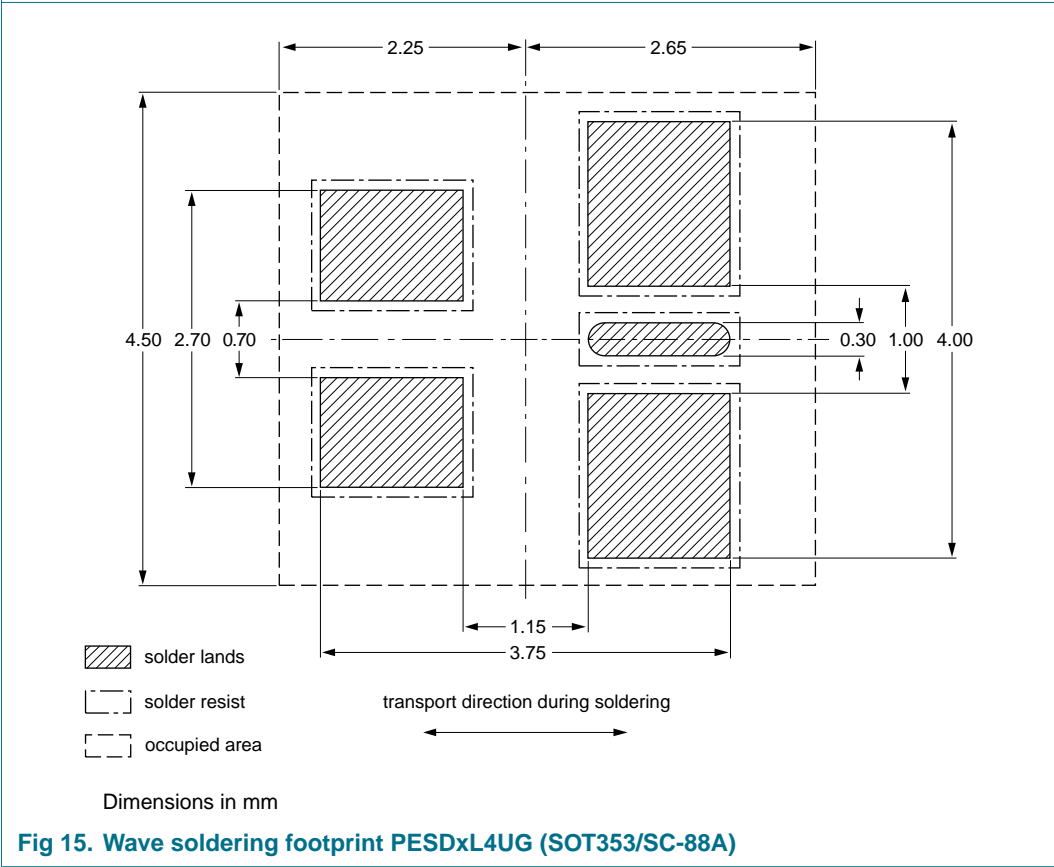 2.25 2.65
4.50 2.70 0.70 0.30 1.00 4.00
1.15
3.75
solder lands
solder resist
transport direction during soldering
occupied area
Dimensions in mm
Fig 15. Wave soldering footprint PESDxL4UG (SOT353/SC-88A)